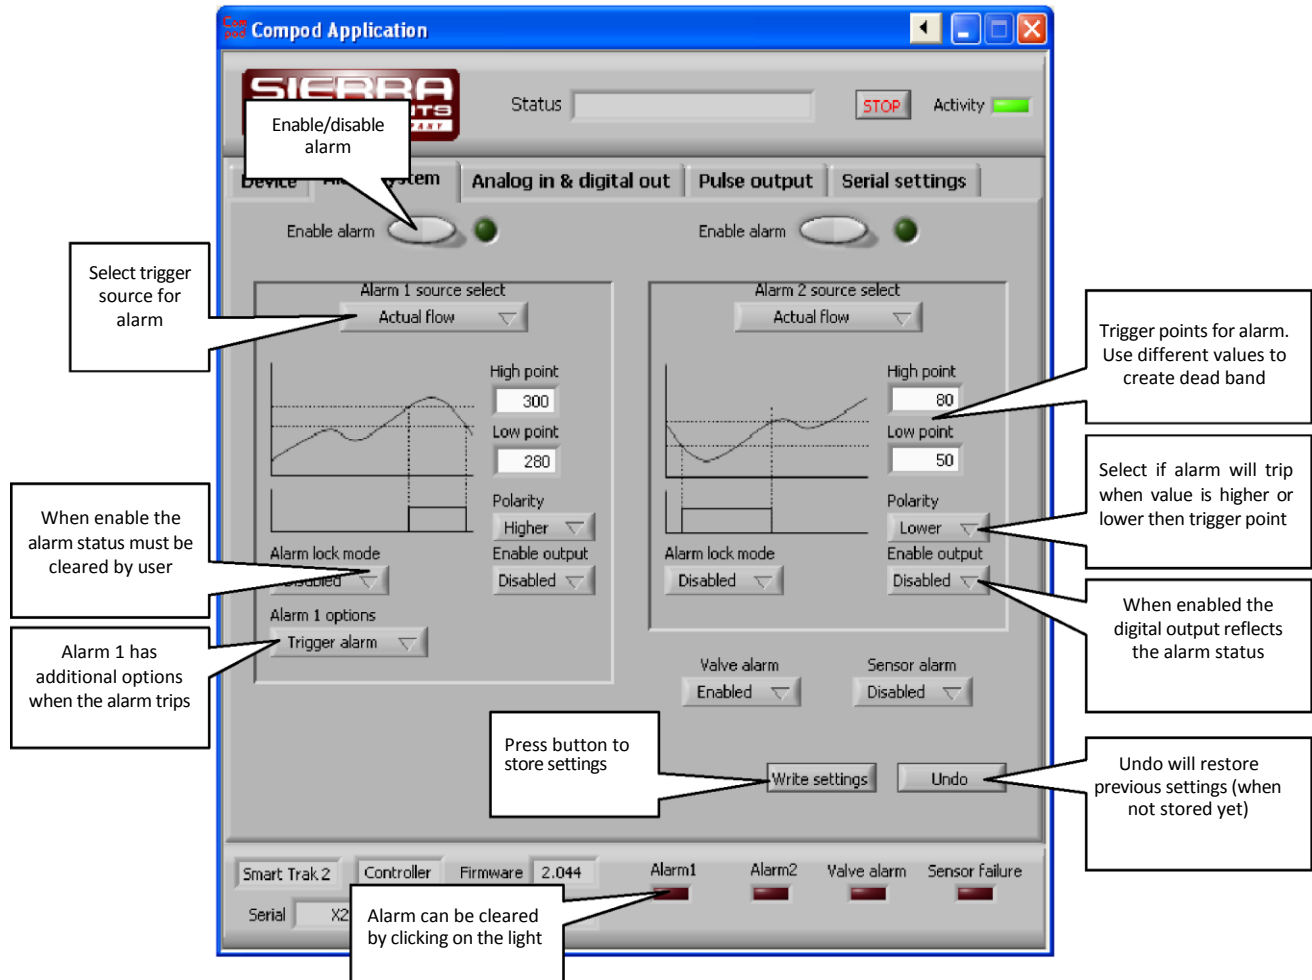 Com
pod
Compod Application
SIERRA
NTS
COMPANY
Status
STOP
Activity
Enable/disable
alarm
Device
Alarm system
Analog in & digital out
Pulse output
Serial settings
Enable alarm
Enable alarm
Select trigger
source for
alarm
Alarm 1 source select
Actual flow
High point
300
Low point
280
Polarity
Higher
Alarm lock mode
Disabled
Enable output
Disabled
Alarm 1 options
Trigger alarm
When enable the
alarm status must be
cleared by user
Alarm 1 has
additional options
when the alarm trips
Alarm 2 source select
Actual flow
High point
80
Low point
50
Polarity
Lower
Alarm lock mode
Disabled
Enable output
Disabled
Trigger points for alarm.
Use different values to
create dead band
Select if alarm will trip
when value is higher or
lower then trigger point
When enabled the
digital output reflects
the alarm status
Valve alarm
Enabled
Sensor alarm
Disabled
Press button to
store settings
Write settings
Undo
Undo will restore
previous settings (when
not stored yet)
Smart Trak 2
Controller
Firmware
2.044
Serial
X2
Alarm1
Alarm2
Valve alarm
Sensor failure
Alarm can be cleared
by clicking on the light